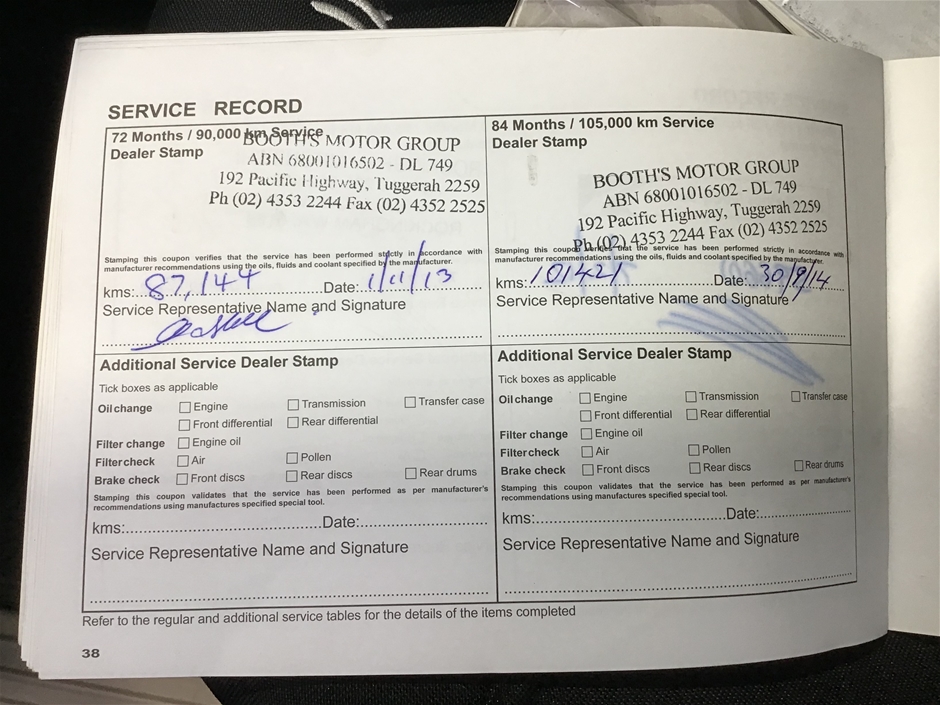 SERVICE RECORD
72 Months / 90,000 km Service
Dealer Stamp
BOOTH'S MOTOR GROUP
ABN 68001016502 - DL 749
192 Pacific Highway, Tuggerah 2259
Ph (02) 4353 2244 Fax (02) 4352 2525
Stamping this coupon verifies that the service has been performed strictly in accordance with
manufacturer recommendations using the oils, fluids and coolant specified by the manufacturer.
kms:87,144 Date:1/11/13
Service Representative Name and Signature
84 Months / 105,000 km Service
Dealer Stamp
BOOTH'S MOTOR GROUP
ABN 68001016502 - DL 749
192 Pacific Highway, Tuggerah 2259
Ph (02) 4353 2244 Fax (02) 4352 2525
Stamping this coupon verifies that the service has been performed strictly in accordance with
manufacturer recommendations using the oils, fluids and coolant specified by the manufacturer.
kms:101421 Date:30/9/14
Service Representative Name and Signature
Additional Service Dealer Stamp
Tick boxes as applicable
Oil change Engine Transmission Transfer case
Front differential Rear differential
Filter change Engine oil
Filter check Air Pollen
Brake check Front discs Rear discs Rear drums
Stamping this coupon validates that the service has been performed as per manufacturer's
recommendations using manufactures specified special tool.
kms: Date:
Service Representative Name and Signature
Additional Service Dealer Stamp
Tick boxes as applicable
Oil change Engine Transmission Transfer case
Front differential Rear differential
Filter change Engine oil
Filter check Air Pollen
Brake check Front discs Rear discs Rear drums
Stamping this coupon validates that the service has been performed as per manufacturer's
recommendations using manufactures specified special tool.
kms: Date:
Service Representative Name and Signature
Refer to the regular and additional service tables for the details of the items completed
38